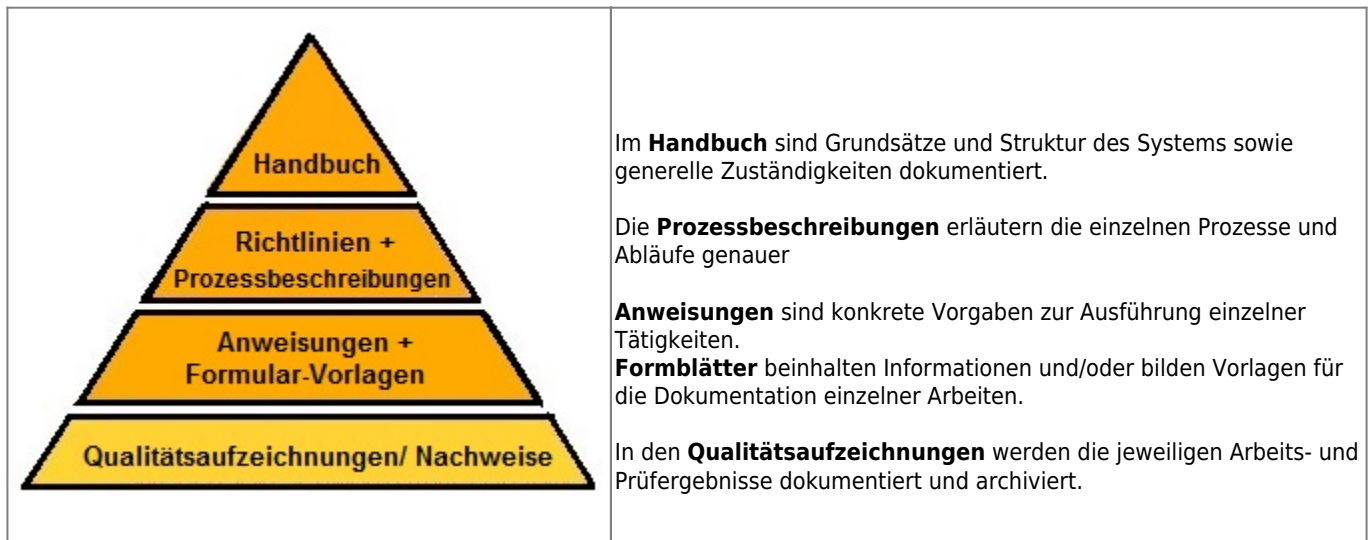 Handbuch
Richtlinien +
Prozessbeschreibungen
Anweisungen +
Formular-Vorlagen
Qualitätsaufzeichnungen/ Nachweise
Im Handbuch sind Grundsätze und Struktur des Systems sowie
generelle Zuständigkeiten dokumentiert.
Die Prozessbeschreibungen erläutern die einzelnen Prozesse und
Abläufe genauer
Anweisungen sind konkrete Vorgaben zur Ausführung einzelner
Tätigkeiten.
Formblätter beinhalten Informationen und/oder bilden Vorlagen für
die Dokumentation einzelner Arbeiten.
In den Qualitätsaufzeichnungen werden die jeweiligen Arbeits- und
Prüfergebnisse dokumentiert und archiviert.